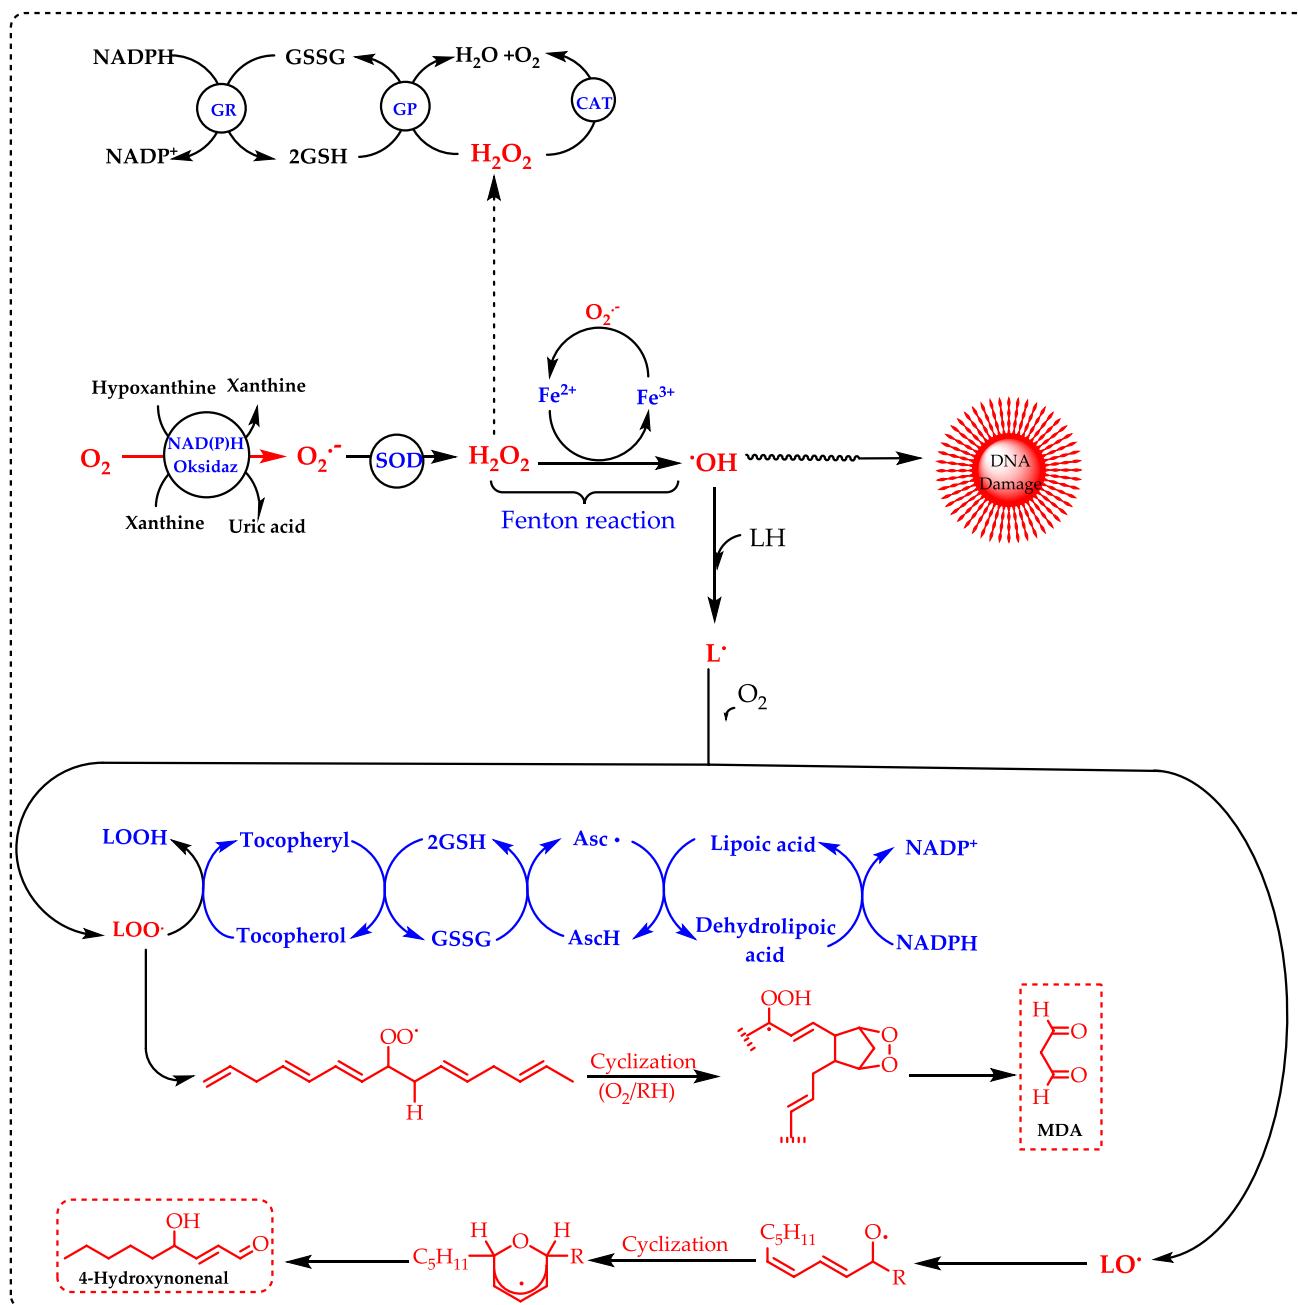 NADPH GSSG H₂O +O₂
GR GP CAT
NADP⁺ 2GSH H₂O₂
O₂·⁻
Hypoxanthine Xanthine Fe²⁺ Fe³⁺
NAD(P)H
Oksidaz
O₂ O₂·⁻ SOD H₂O₂ ·OH
DNA
Damage
Xanthine Uric acid
Fenton reaction
LH
L·
O₂
LOOH Tocopheryl 2GSH Asc · Lipoic acid NADP⁺
LOO· Tocopherol GSSG AscH Dehydrolipoic
acid
NADPH
OOH
OO·
H
Cyclization
(O₂/RH)
·
O
O
H
O
O
H
MDA
OH
O
4-Hydroxynonenal
H O H
C₅H₁₁ R
·
Cyclization
C₅H₁₁ O·
R
LO·